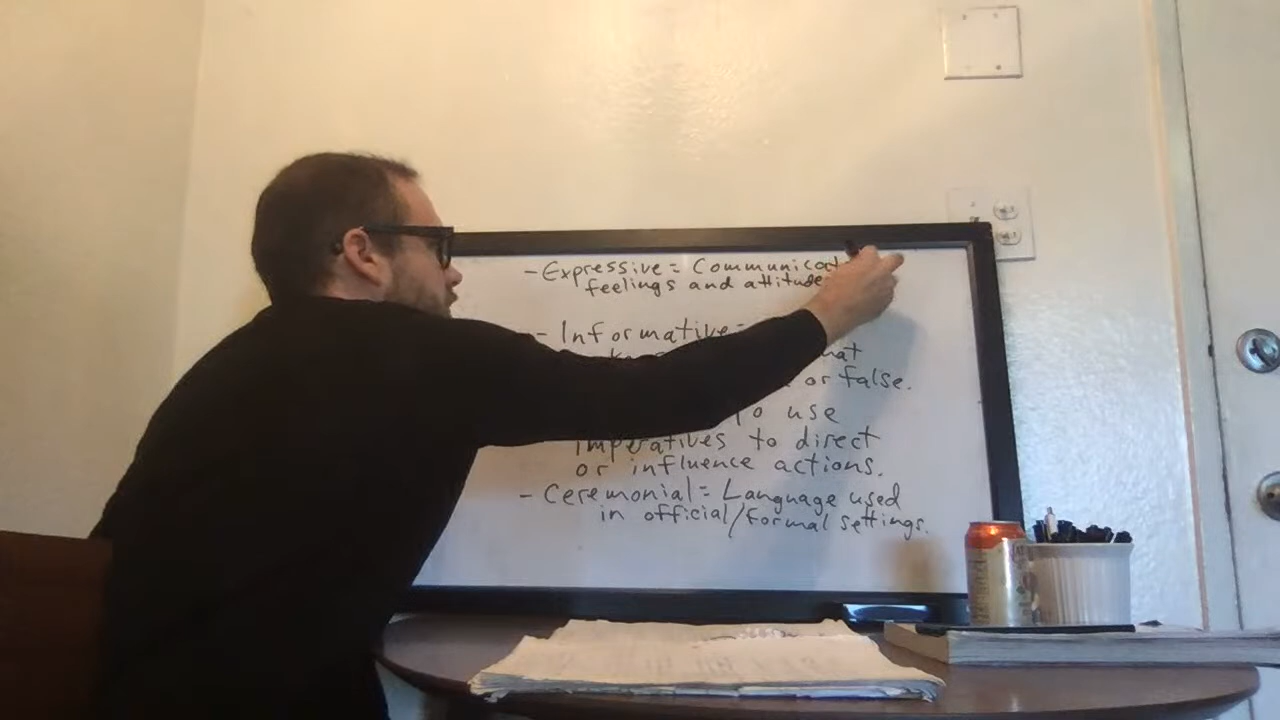 - Expressive = Communicat
feelings and attitude
- Informative =
or false.
use
imperatives to direct
or influence actions.
- Ceremonial = Language used
in official/formal settings.